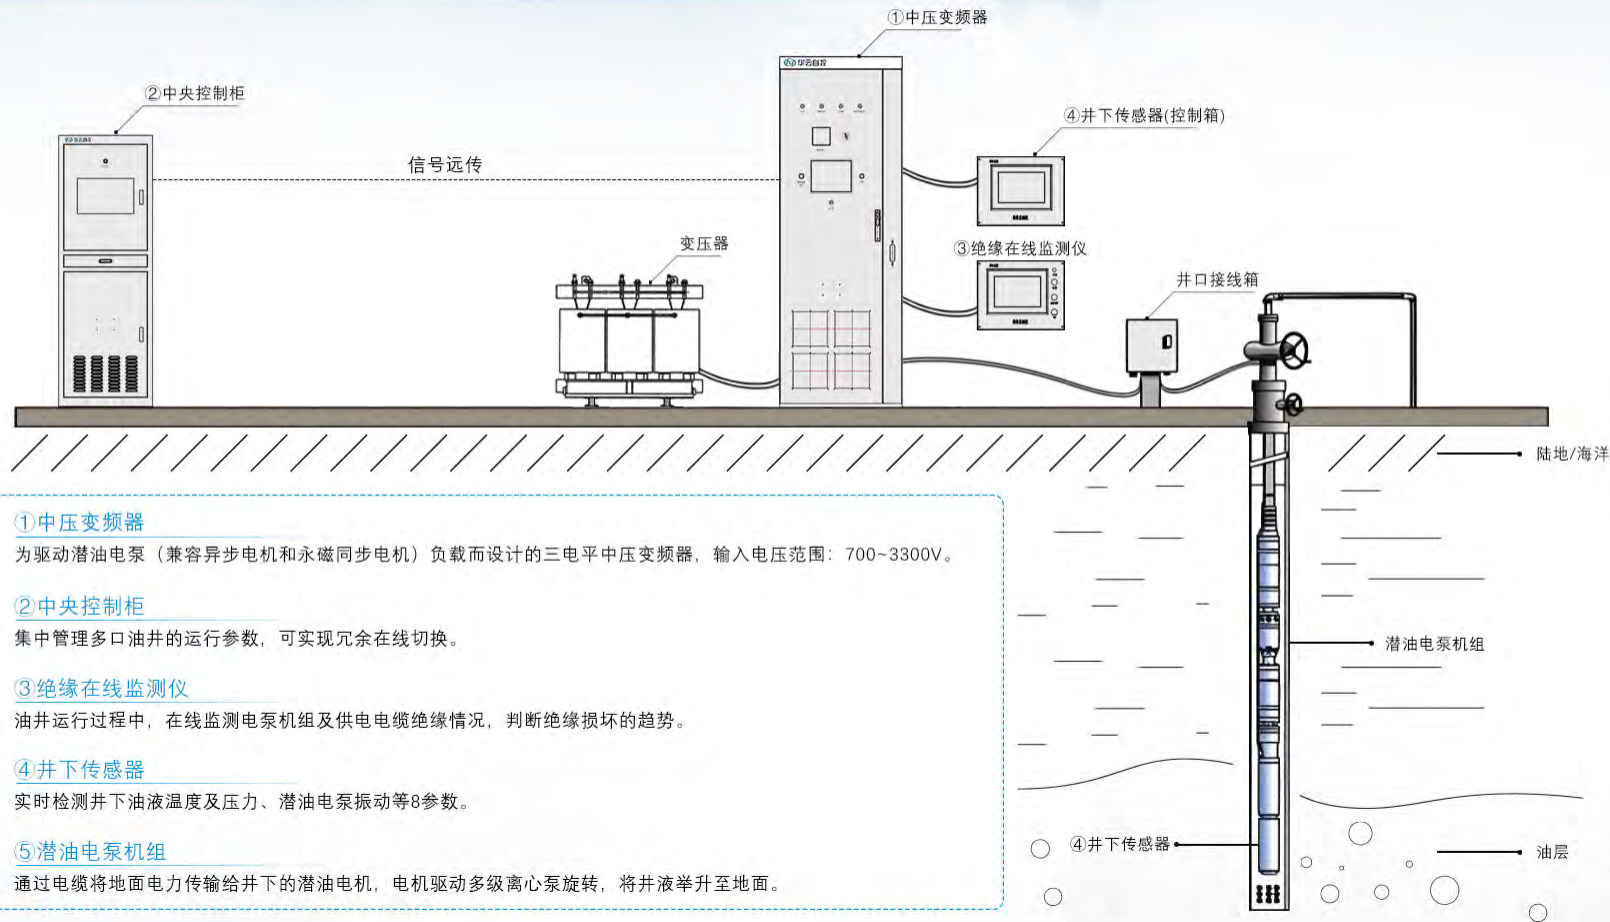 ①中压变频器
华云自控
②中央控制柜
④井下传感器(控制箱)
信号远传
变压器
③绝缘在线监测仪
井口接线箱
陆地/海洋
①中压变频器
为驱动潜油电泵（兼容异步电机和永磁同步电机）负载而设计的三电平中压变频器，输入电压范围：700~3300V。
②中央控制柜
集中管理多口油井的运行参数，可实现冗余在线切换。
潜油电泵机组
③绝缘在线监测仪
油井运行过程中，在线监测电泵机组及供电电缆绝缘情况，判断绝缘损坏的趋势。
④井下传感器
实时检测井下油液温度及压力、潜油电泵振动等8参数。
④井下传感器
油层
⑤潜油电泵机组
通过电缆将地面电力传输给井下的潜油电机，电机驱动多级离心泵旋转，将井液举升至地面。